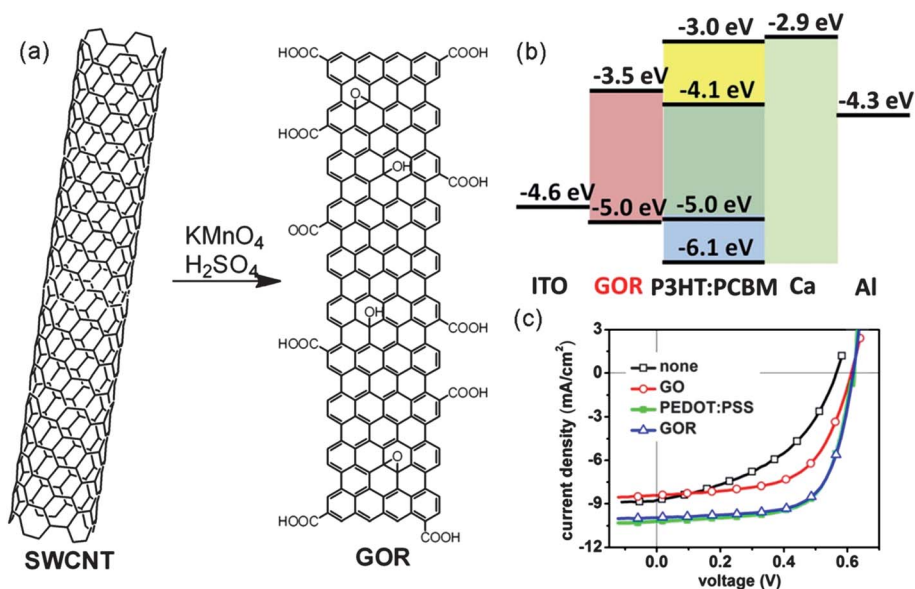 (a)
HOOC
COOH
O
HOOC
OH
COOH
OOC
KMnO4
H2SO4
OH
HOOC
COOH
COOH
O
HOOC
COOH
SWCNT
GOR
(b)
-3.0 eV
-2.9 eV
-3.5 eV
-4.1 eV
-4.3 eV
-4.6 eV
-5.0 eV
-5.0 eV
-6.1 eV
ITO GOR P3HT:PCBM Ca Al
(c)
current density (mA/cm²)
3
0
-3
-6
-9
-12
none
GO
PEDOT:PSS
GOR
0.0 0.2 0.4 0.6
voltage (V)